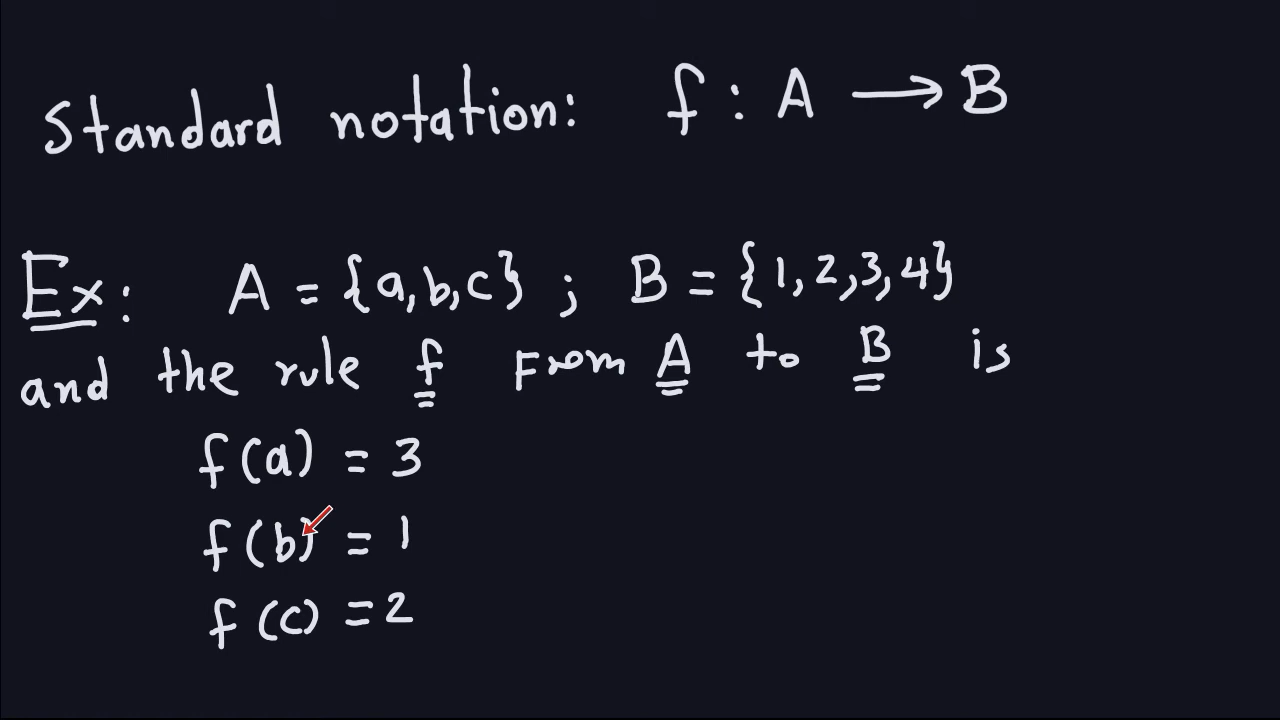 Standard notation: f : A → B
Ex: A = {a,b,c} ; B = {1,2,3,4}
and the rule f From A to B is
f(a) = 3
f(b) = 1
f(c) = 2